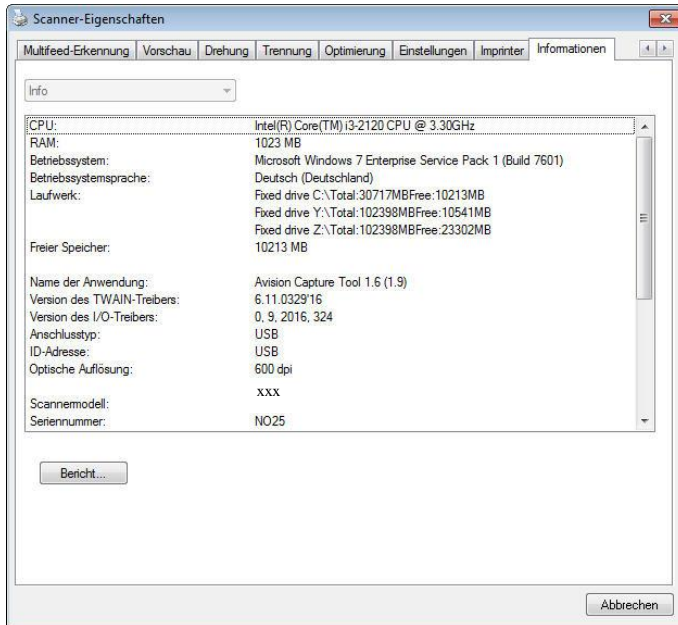 Scanner-Eigenschaften
Multifeed-Erkennung Vorschau Drehung Trennung Optimierung Einstellungen Imprinter Informationen
Info
CPU: Intel(R) Core(TM) i3-2120 CPU @ 3.30GHz
RAM: 1023 MB
Betriebssystem: Microsoft Windows 7 Enterprise Service Pack 1 (Build 7601)
Betriebssystemsprache: Deutsch (Deutschland)
Laufwerk: Fixed drive C:\Total:30717MBFree:10213MB
Fixed drive Y:\Total:102398MBFree:10541MB
Fixed drive Z:\Total:102398MBFree:23302MB
Freier Speicher: 10213 MB
Name der Anwendung: Avision Capture Tool 1.6 (1.9)
Version des TWAIN-Treibers: 6.11.0329'16
Version des I/O-Treibers: 0, 9, 2016, 324
Anschlusstyp: USB
ID-Adresse: USB
Optische Auflösung: 600 dpi
xxx
Scannermodell:
Seriennummer: NO25
Bericht...
Abbrechen